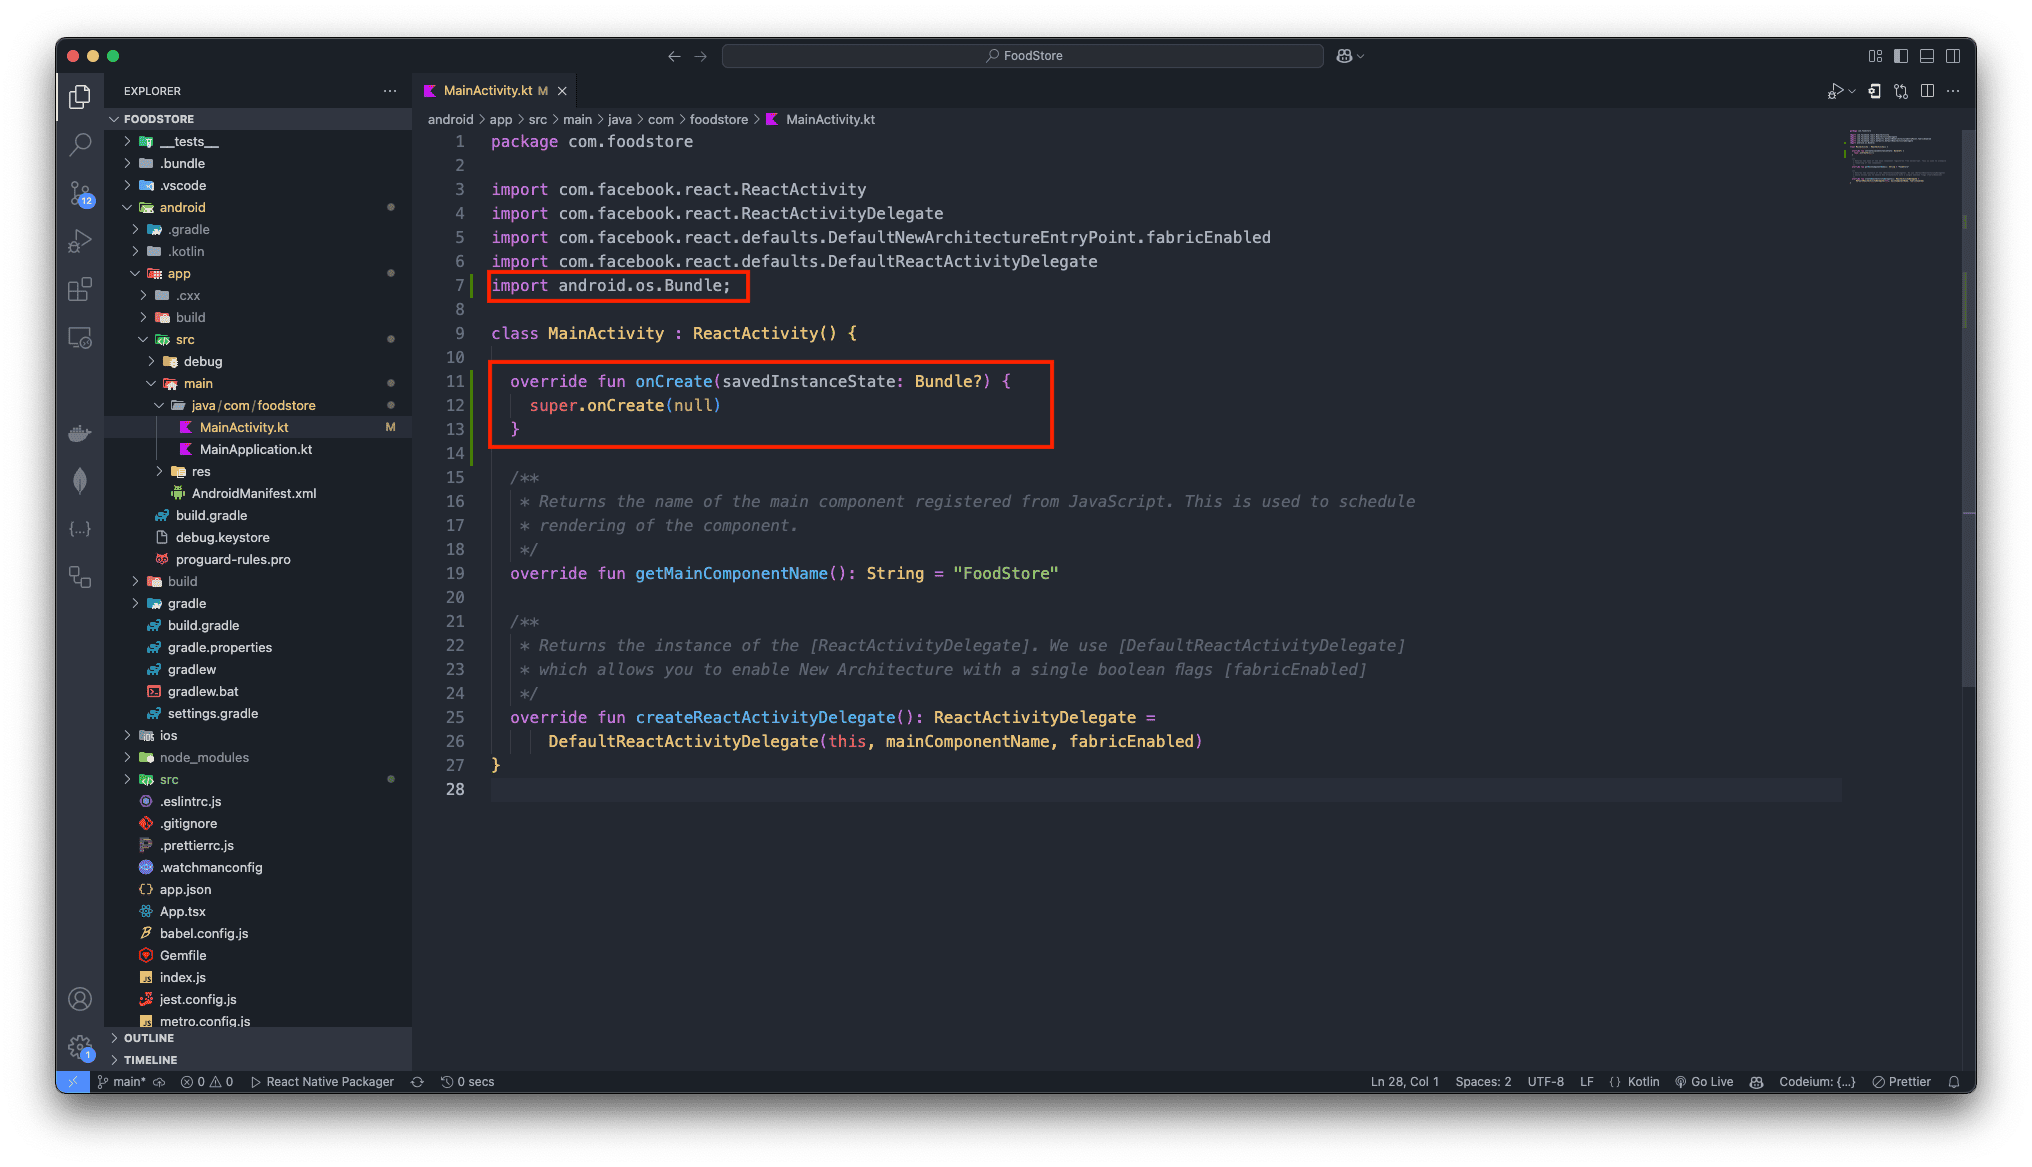 FoodStore
EXPLORER
MainActivity.kt M
FOODSTORE
__tests__
.bundle
.vscode
12
android
.gradle
.kotlin
app
.cxx
build
src
debug
main
java/com/foodstore
MainActivity.kt M
MainApplication.kt
res
AndroidManifest.xml
build.gradle
debug.keystore
proguard-rules.pro
build
gradle
build.gradle
gradle.properties
gradlew
gradlew.bat
settings.gradle
ios
node_modules
src
.eslintrc.js
.gitignore
.prettierrc.js
.watchmanconfig
app.json
App.tsx
babel.config.js
Gemfile
index.js
jest.config.js
metro.config.js
OUTLINE
TIMELINE
1
android > app > src > main > java > com > foodstore > MainActivity.kt
1 package com.foodstore
2
3 import com.facebook.react.ReactActivity
4 import com.facebook.react.ReactActivityDelegate
5 import com.facebook.react.defaults.DefaultNewArchitectureEntryPoint.fabricEnabled
6 import com.facebook.react.defaults.DefaultReactActivityDelegate
7 import android.os.Bundle;
8
9 class MainActivity : ReactActivity() {
10
11 override fun onCreate(savedInstanceState: Bundle?) {
12 super.onCreate(null)
13 }
14
15 /**
16 * Returns the name of the main component registered from JavaScript. This is used to schedule
17 * rendering of the component.
18 */
19 override fun getMainComponentName(): String = "FoodStore"
20
21 /**
22 * Returns the instance of the [ReactActivityDelegate]. We use [DefaultReactActivityDelegate]
23 * which allows you to enable New Architecture with a single boolean flags [fabricEnabled]
24 */
25 override fun createReactActivityDelegate(): ReactActivityDelegate =
26 DefaultReactActivityDelegate(this, mainComponentName, fabricEnabled)
27 }
28
main* 0 0 React Native Packager 0 secs Ln 28, Col 1 Spaces: 2 UTF-8 LF {} Kotlin Go Live Codeium: {...} Prettier